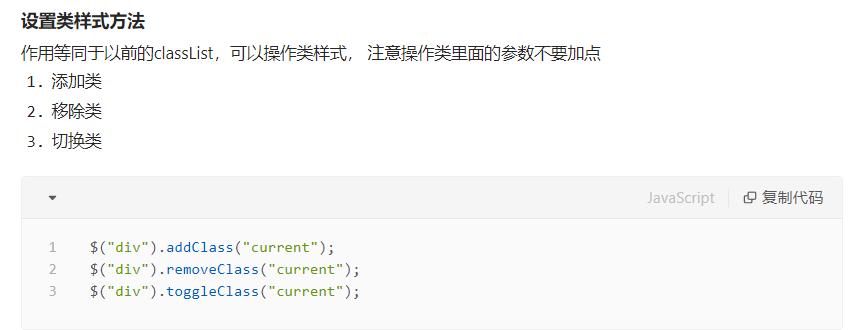 设置类样式方法
作用等同于以前的classList，可以操作类样式， 注意操作类里面的参数不要加点
1. 添加类
2. 移除类
3. 切换类
JavaScript 复制代码
1 $("div").addClass("current");
2 $("div").removeClass("current");
3 $("div").toggleClass("current");